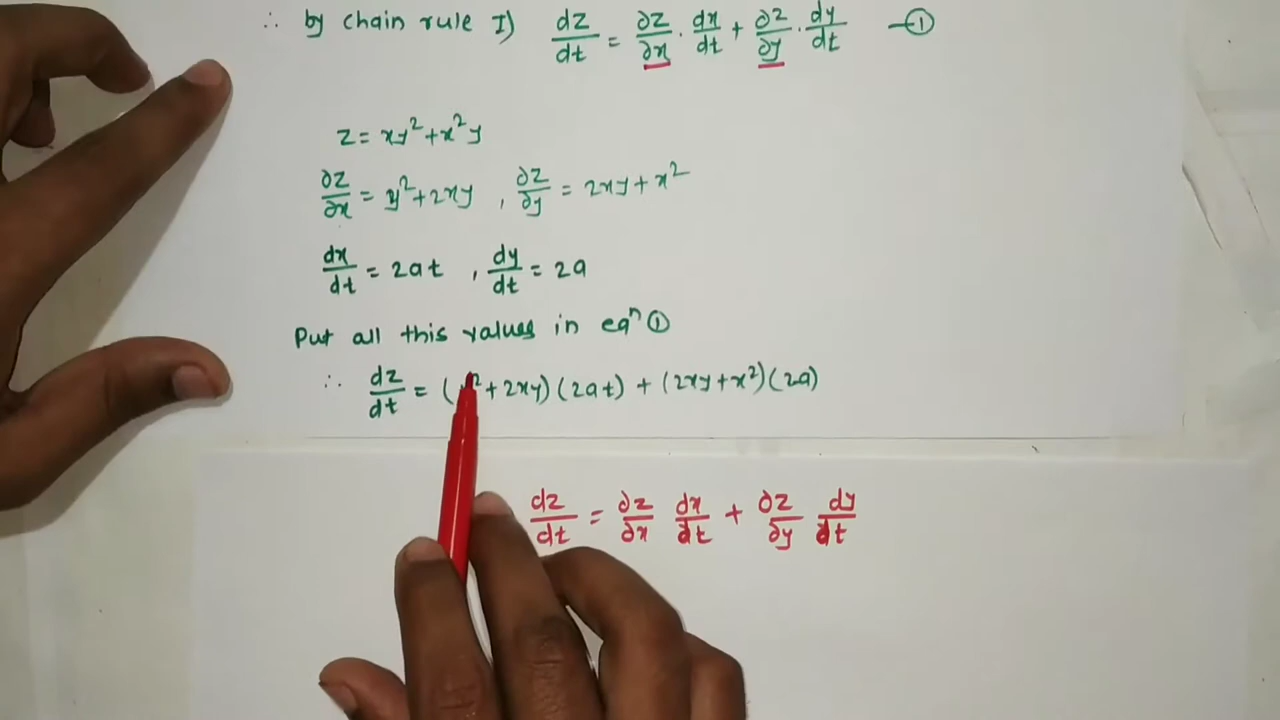 ∴ by chain rule I) dz/dt = ∂z/∂x · dx/dt + ∂z/∂y · dy/dt —①
z = xy² + x²y
∂z/∂x = y² + 2xy , ∂z/∂y = 2xy + x²
dx/dt = 2at , dy/dt = 2a
Put all this values in eqⁿ ①
∴ dz/dt = ( ² + 2xy)(2at) + (2xy + x²)(2a)
dz/dt = ∂z/∂x dx/dt + ∂z/∂y dy/dt